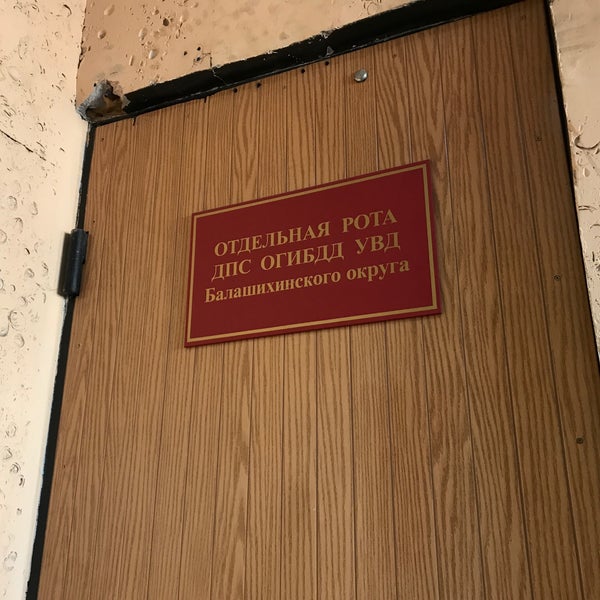 ОТДЕЛЬНАЯ РОТА
ДПС ОГИБДД УВД
Балашихинского округа